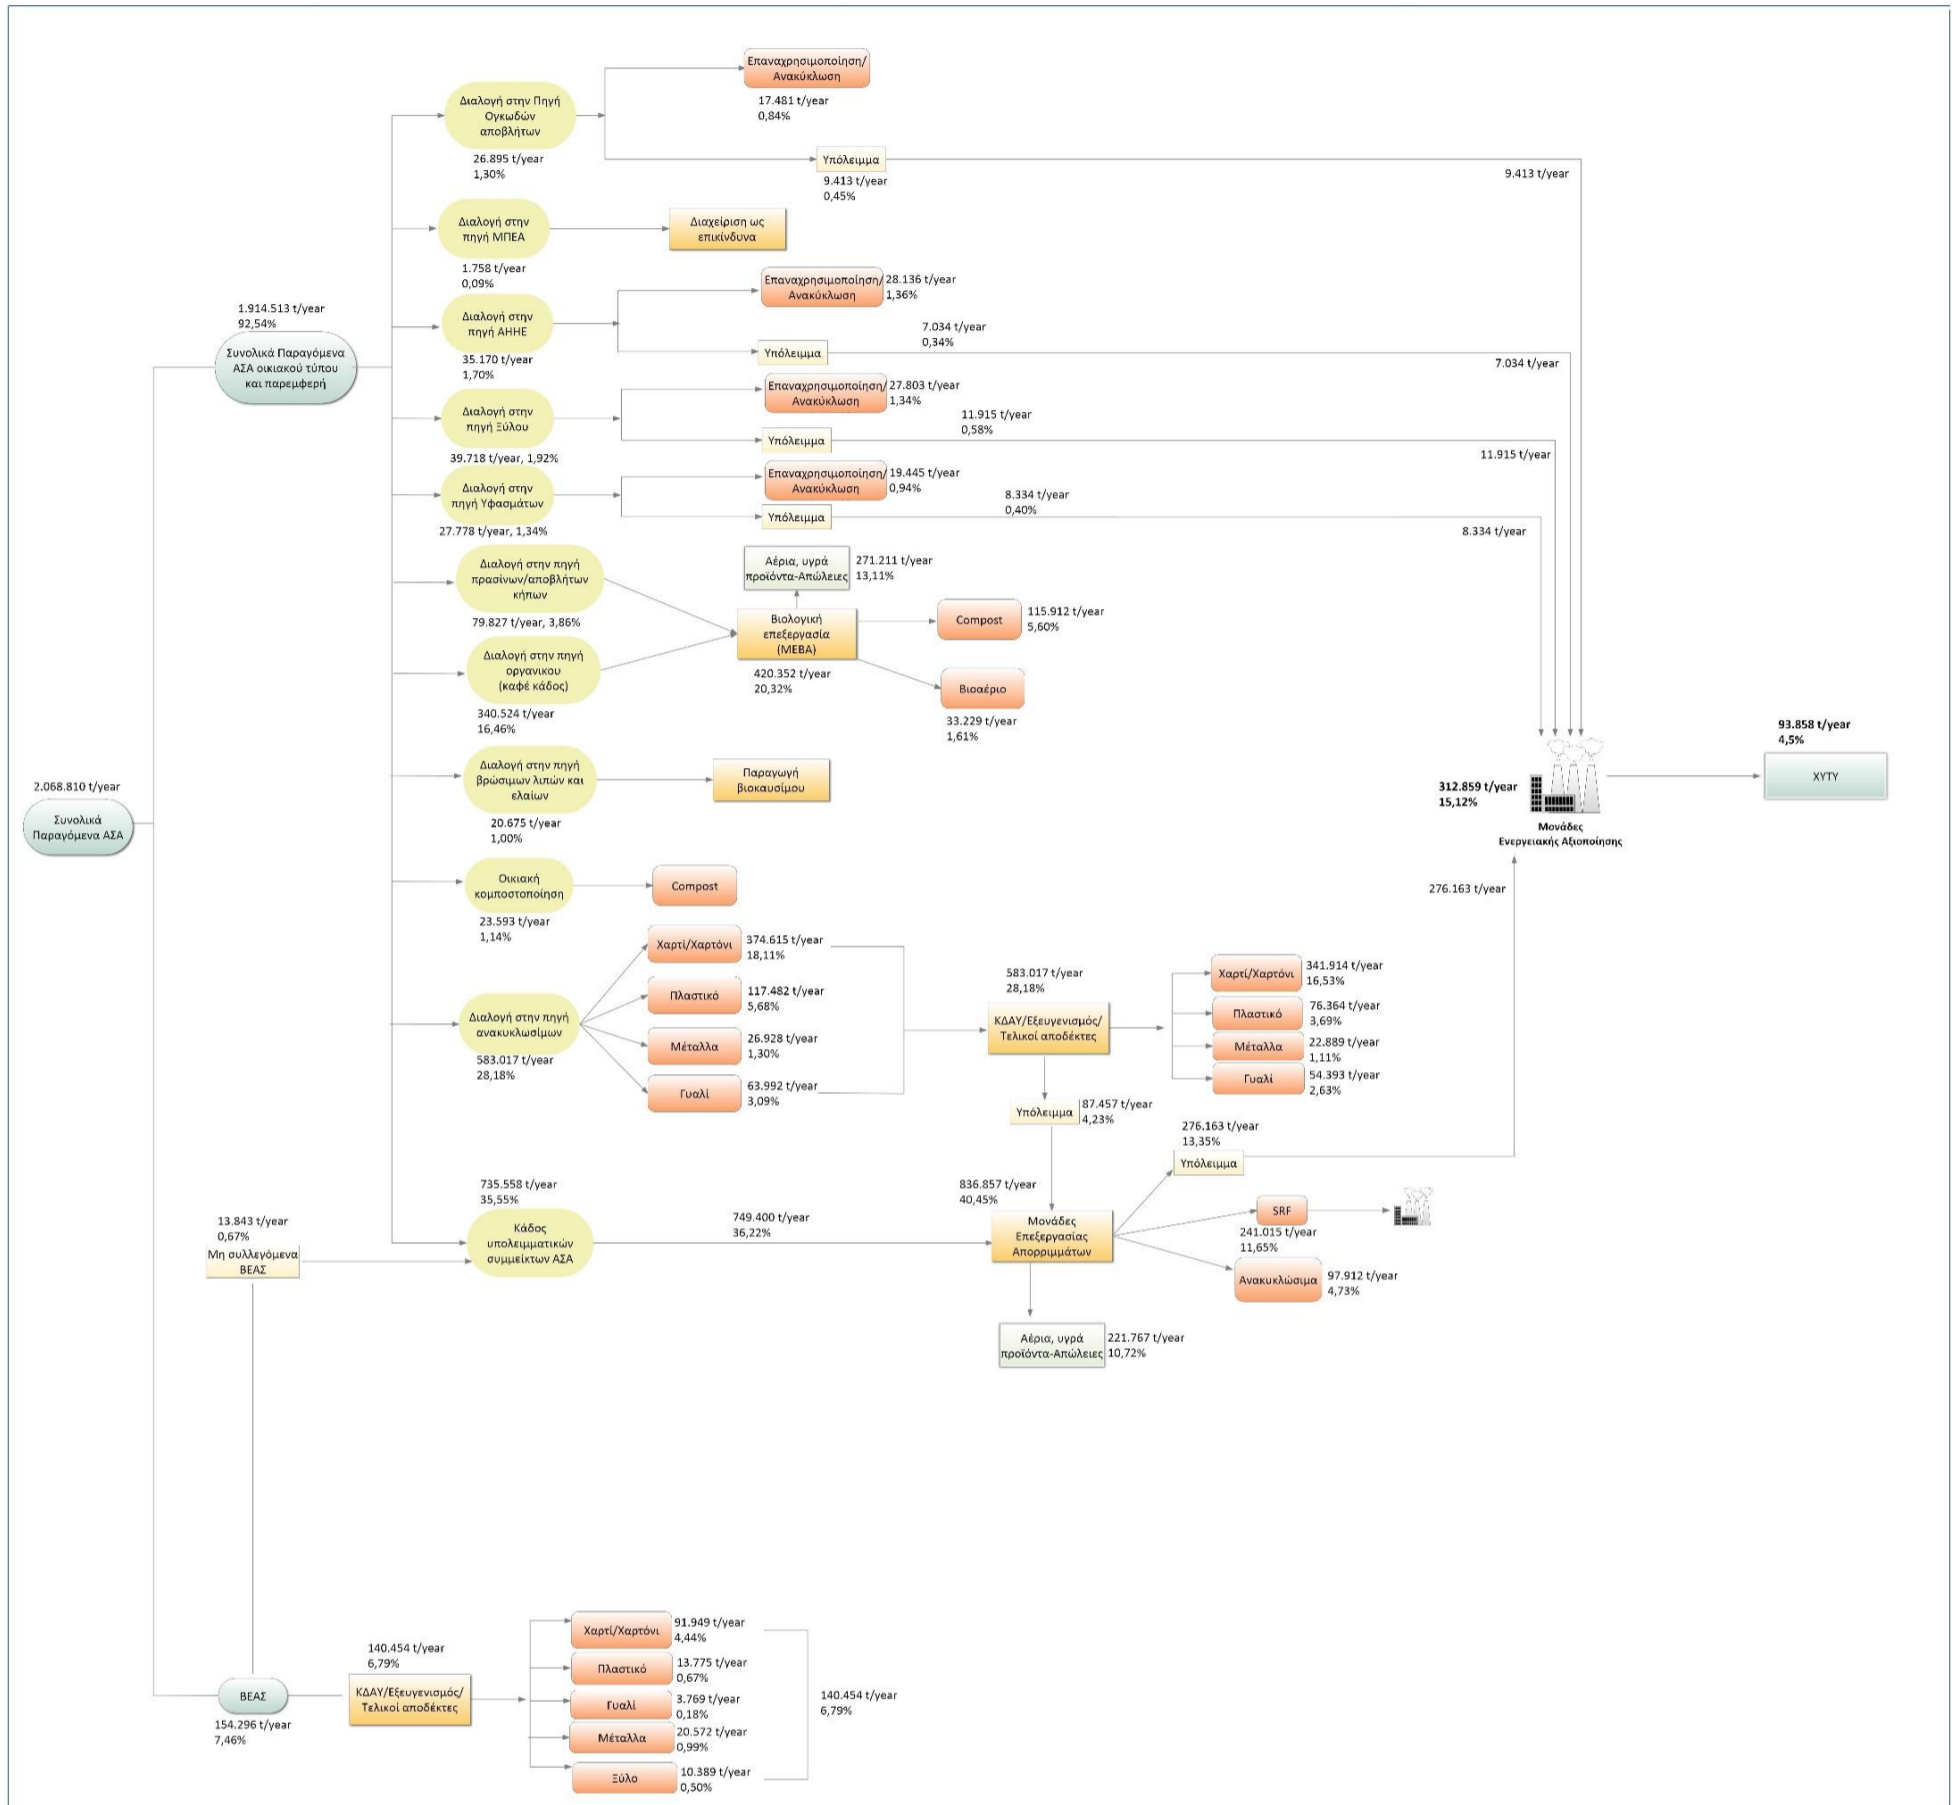 Επαναχρησιμοποίηση/
Ανακύκλωση
17.481 t/year
0,84%
Διαλογή στην Πηγή
Ογκωδών
αποβλήτων
26.895 t/year
1,30%
Υπόλειμμα
9.413 t/year
0,45%
9.413 t/year
Διαλογή στην
πηγή ΜΠΕΑ
1.758 t/year
0,09%
Διαχείριση ως
επικίνδυνα
1.914.513 t/year
92,54%
Συνολικά Παραγόμενα
ΑΣΑ οικιακού τύπου
και παρεμφερή
Διαλογή στην
πηγή ΑΗΗΕ
35.170 t/year
1,70%
Επαναχρησιμοποίηση/
Ανακύκλωση
28.136 t/year
1,36%
Υπόλειμμα
7.034 t/year
0,34%
7.034 t/year
Διαλογή στην
πηγή Ξύλου
39.718 t/year, 1,92%
Επαναχρησιμοποίηση/
Ανακύκλωση
27.803 t/year
1,34%
Υπόλειμμα
11.915 t/year
0,58%
11.915 t/year
Διαλογή στην
πηγή Υφασμάτων
27.778 t/year, 1,34%
Επαναχρησιμοποίηση/
Ανακύκλωση
19.445 t/year
0,94%
Υπόλειμμα
8.334 t/year
0,40%
8.334 t/year
Διαλογή στην πηγή
πρασίνων/αποβλήτων
κήπων
79.827 t/year, 3,86%
Αέρια, υγρά
προϊόντα-Απώλειες
271.211 t/year
13,11%
Βιολογική
επεξεργασία
(ΜΕΒΑ)
420.352 t/year
20,32%
Compost
115.912 t/year
5,60%
Βιοαέριο
33.229 t/year
1,61%
Διαλογή στην πηγή
οργανικου
(καφέ κάδος)
340.524 t/year
16,46%
Διαλογή στην πηγή
βρώσιμων λιπών και
ελαίων
20.675 t/year
1,00%
Παραγωγή
βιοκαυσίμου
312.859 t/year
15,12%
Μονάδες
Ενεργειακής Αξιοποίησης
93.858 t/year
4,5%
ΧΥΤΥ
2.068.810 t/year
Συνολικά
Παραγόμενα ΑΣΑ
Οικιακή
κομποστοποίηση
23.593 t/year
1,14%
Compost
276.163 t/year
Διαλογή στην πηγή
ανακυκλωσίμων
583.017 t/year
28,18%
Χαρτί/Χαρτόνι
374.615 t/year
18,11%
Πλαστικό
117.482 t/year
5,68%
Μέταλλα
26.928 t/year
1,30%
Γυαλί
63.992 t/year
3,09%
583.017 t/year
28,18%
ΚΔΑΥ/Εξευγενισμός/
Τελικοί αποδέκτες
Χαρτί/Χαρτόνι
341.914 t/year
16,53%
Πλαστικό
76.364 t/year
3,69%
Μέταλλα
22.889 t/year
1,11%
Γυαλί
54.393 t/year
2,63%
Υπόλειμμα
87.457 t/year
4,23%
276.163 t/year
13,35%
Υπόλειμμα
735.558 t/year
35,55%
Κάδος
υπολειμματικών
συμμείκτων ΑΣΑ
749.400 t/year
36,22%
836.857 t/year
40,45%
Μονάδες
Επεξεργασίας
Απορριμμάτων
SRF
241.015 t/year
11,65%
Ανακυκλώσιμα
97.912 t/year
4,73%
Αέρια, υγρά
προϊόντα-Απώλειες
221.767 t/year
10,72%
13.843 t/year
0,67%
Μη συλλεγόμενα
ΒΕΑΣ
ΒΕΑΣ
154.296 t/year
7,46%
140.454 t/year
6,79%
ΚΔΑΥ/Εξευγενισμός/
Τελικοί αποδέκτες
Χαρτί/Χαρτόνι
91.949 t/year
4,44%
Πλαστικό
13.775 t/year
0,67%
Γυαλί
3.769 t/year
0,18%
Μέταλλα
20.572 t/year
0,99%
Ξύλο
10.389 t/year
0,50%
140.454 t/year
6,79%